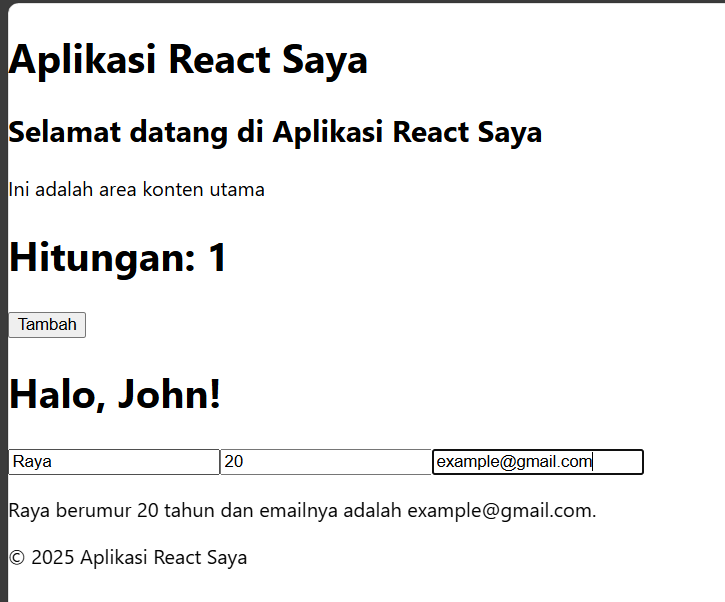 Aplikasi React Saya
Selamat datang di Aplikasi React Saya
Ini adalah area konten utama
Hitungan: 1
Tambah
Halo, John!
Raya 20 example@gmail.com
Raya berumur 20 tahun dan emailnya adalah example@gmail.com.
© 2025 Aplikasi React Saya